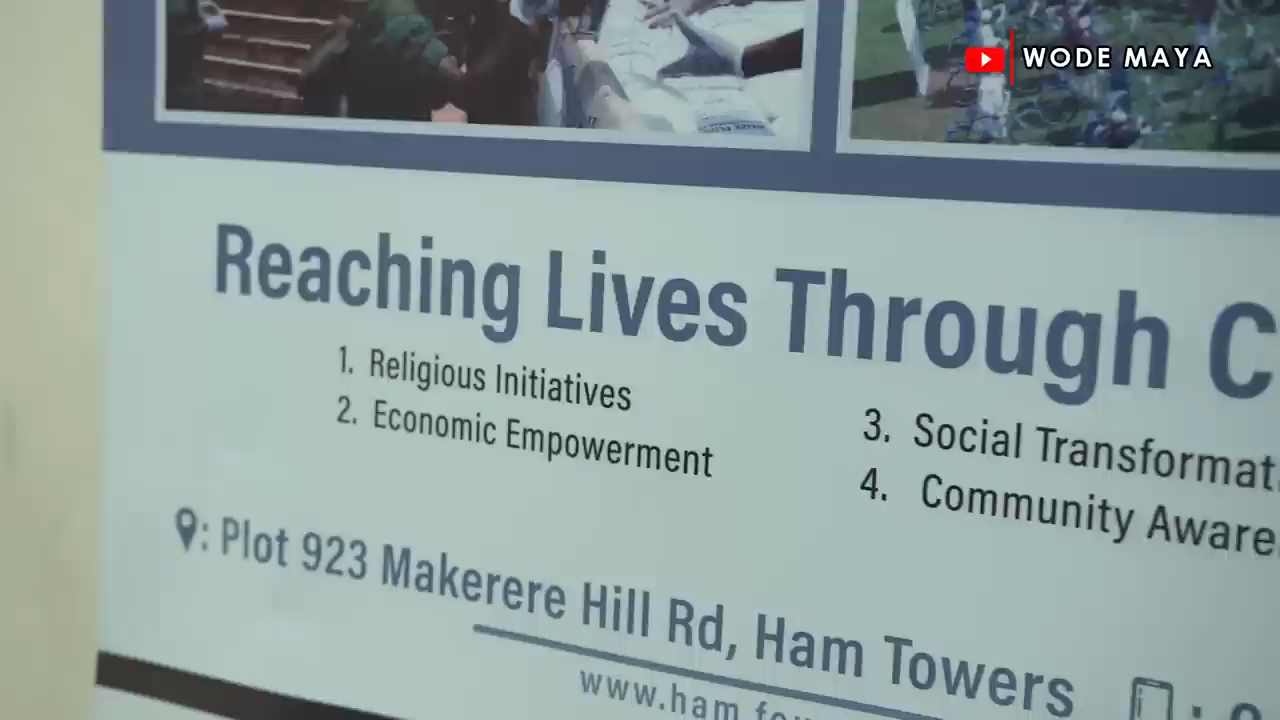 WODE MAYA
Reaching Lives Through C
1. Religious Initiatives
2. Economic Empowerment
3. Social Transformat
4. Community Aware
: Plot 923 Makerere Hill Rd, Ham Towers
www.ham.fou